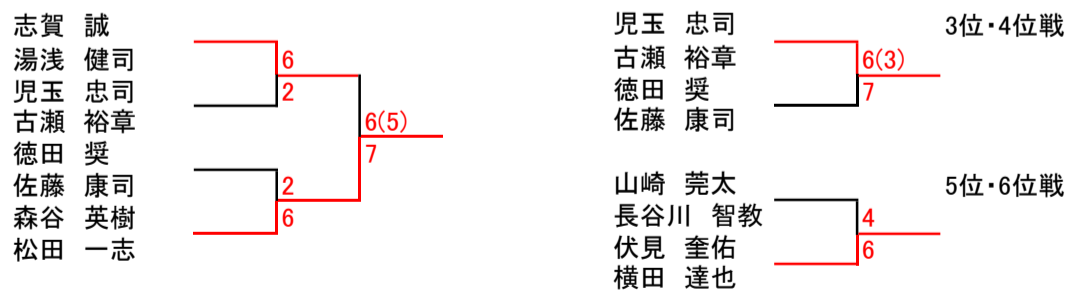 志賀 誠
湯浅 健司
児玉 忠司
古瀬 裕章
徳田 奨
佐藤 康司
森谷 英樹
松田 一志
6
2
2
6
6(5)
7
児玉 忠司
古瀬 裕章
徳田 奨
佐藤 康司
6(3)
7
3位・4位戦
山崎 莞太
長谷川 智教
伏見 奎佑
横田 達也
4
6
5位・6位戦